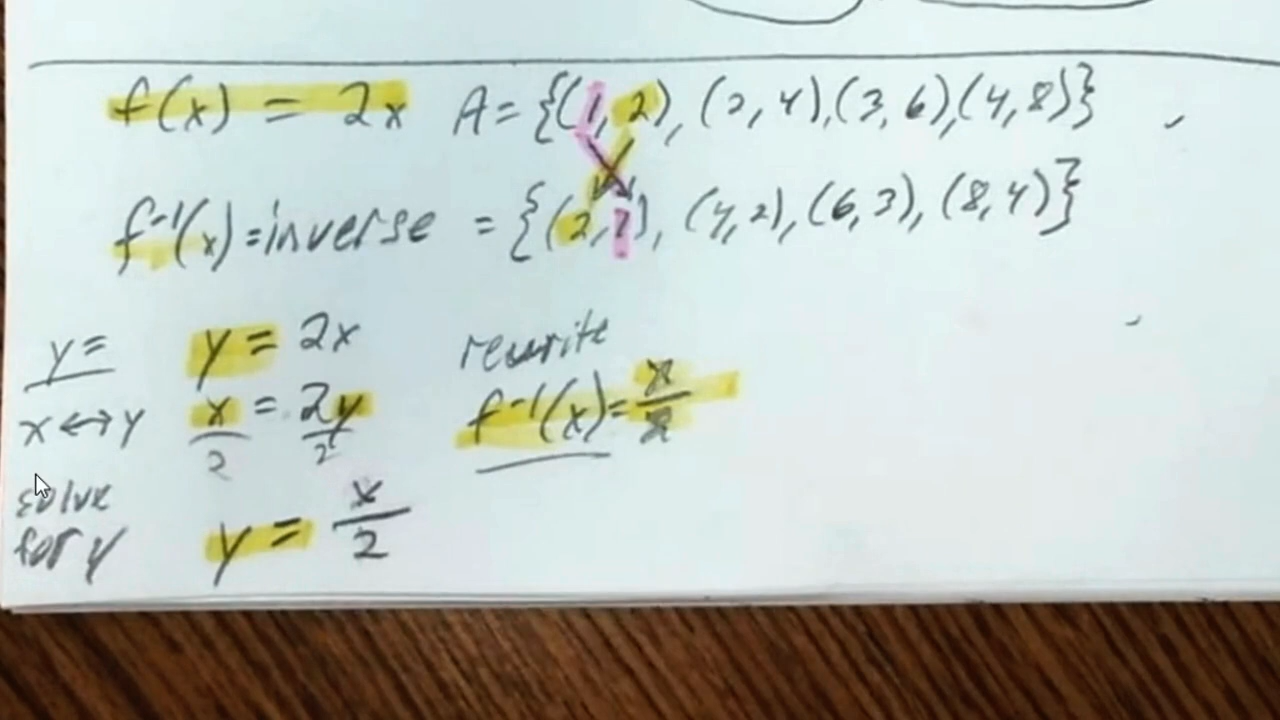 f(x) = 2x A = {(1, 2), (2, 4), (3, 6)(4, 8)}
f⁻¹(x) = inverse = {(2, 1), (4, 2), (6, 3), (8, 4)}
y = y = 2x rewrite
x ↔ y x/2 = 2y/2 f⁻¹(x) =
solve
for y y = x/2